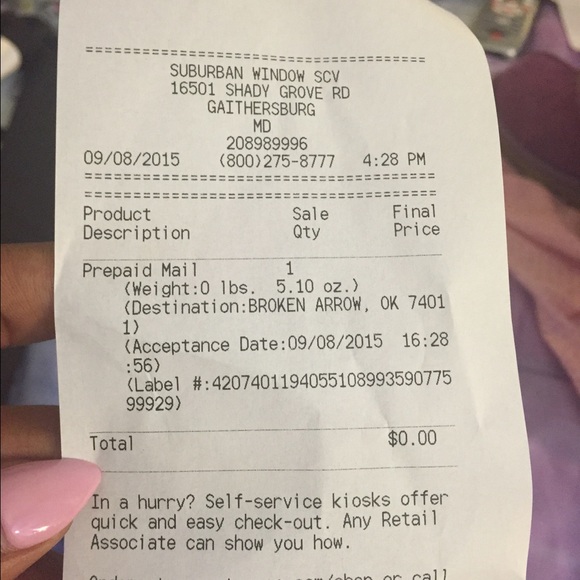 =====================================
SUBURBAN WINDOW SCV
16501 SHADY GROVE RD
GAITHERSBURG
MD
208989996
09/08/2015 (800)275-8777 4:28 PM
=====================================
=====================================
Product Sale Final
Description Qty Price
Prepaid Mail 1
(Weight:0 lbs. 5.10 oz.)
(Destination:BROKEN ARROW, OK 7401
1)
(Acceptance Date:09/08/2015 16:28
:56)
(Label #:4207401194055108993590775
99929)
Total $0.00
In a hurry? Self-service kiosks offer
quick and easy check-out. Any Retail
Associate can show you how.
or call